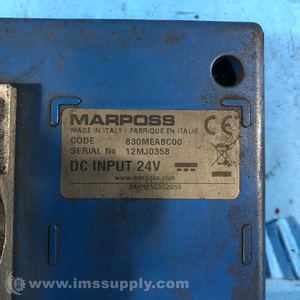 MARPOSS
MADE IN ITALY / FABRIQUE EN ITALIE
CODE 830MEABC00
SERIAL No 12MJ0358
DC INPUT 24V
www.marposs.com
© www.imssupply.com